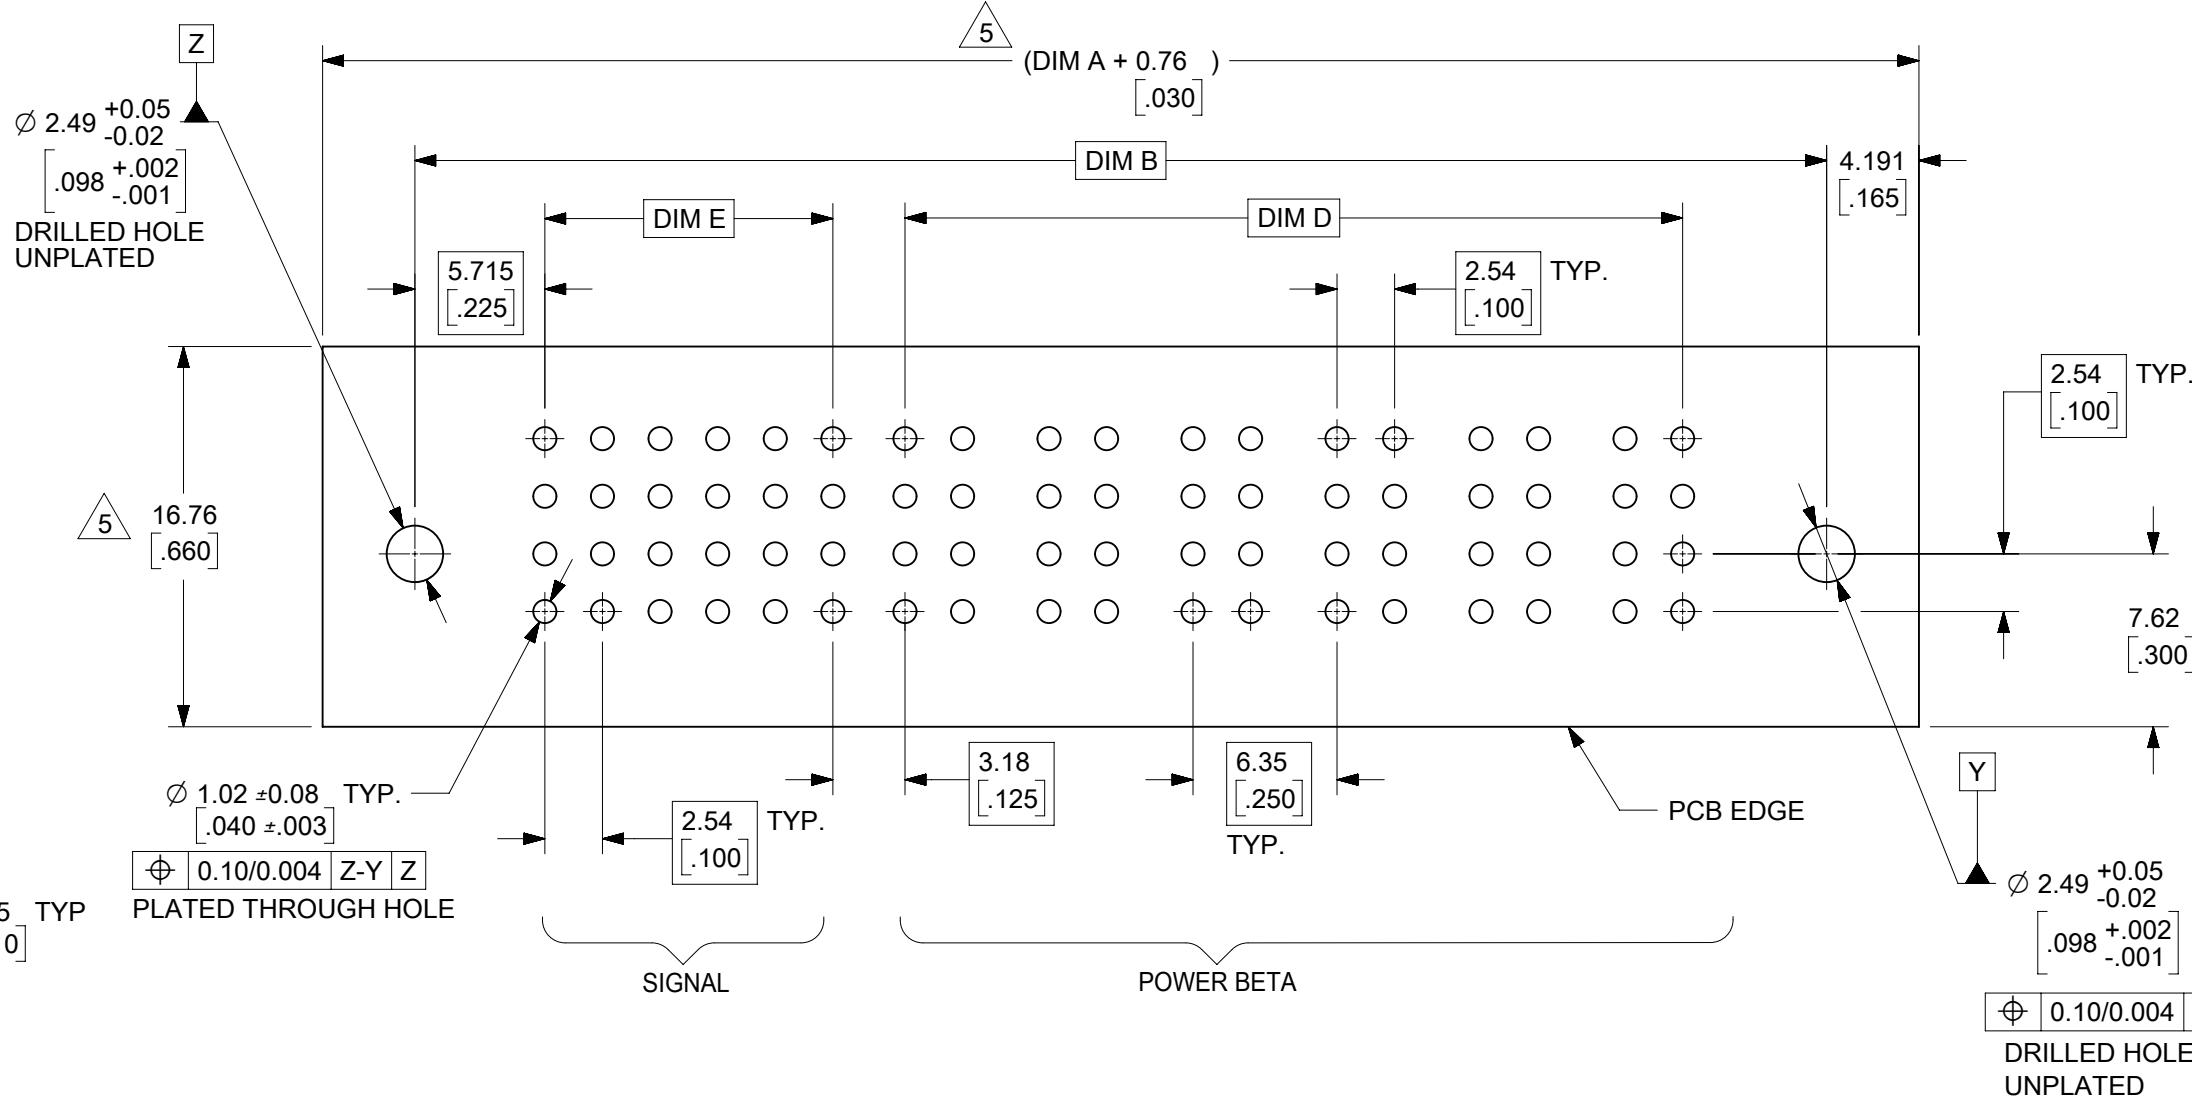 5
(DIM A + 0.76 )
[.030]
Z
Ø 2.49 +0.05 -0.02
[.098 +.002 -.001]
DRILLED HOLE
UNPLATED
DIM B
4.191
[.165]
DIM E
DIM D
5.715
[.225]
2.54 TYP.
[.100]
2.54 TYP.
[.100]
5
16.76
[.660]
7.62
[.300]
3.18
[.125]
6.35
[.250]
TYP.
Y
PCB EDGE
Ø 1.02 ±0.08 TYP.
[.040 ±.003]
⌖ 0.10/0.004 Z-Y Z
PLATED THROUGH HOLE
2.54 TYP.
[.100]
5 TYP
0]
Ø 2.49 +0.05 -0.02
[.098 +.002 -.001]
⌖ 0.10/0.004
DRILLED HOLE
UNPLATED
SIGNAL
POWER BETA